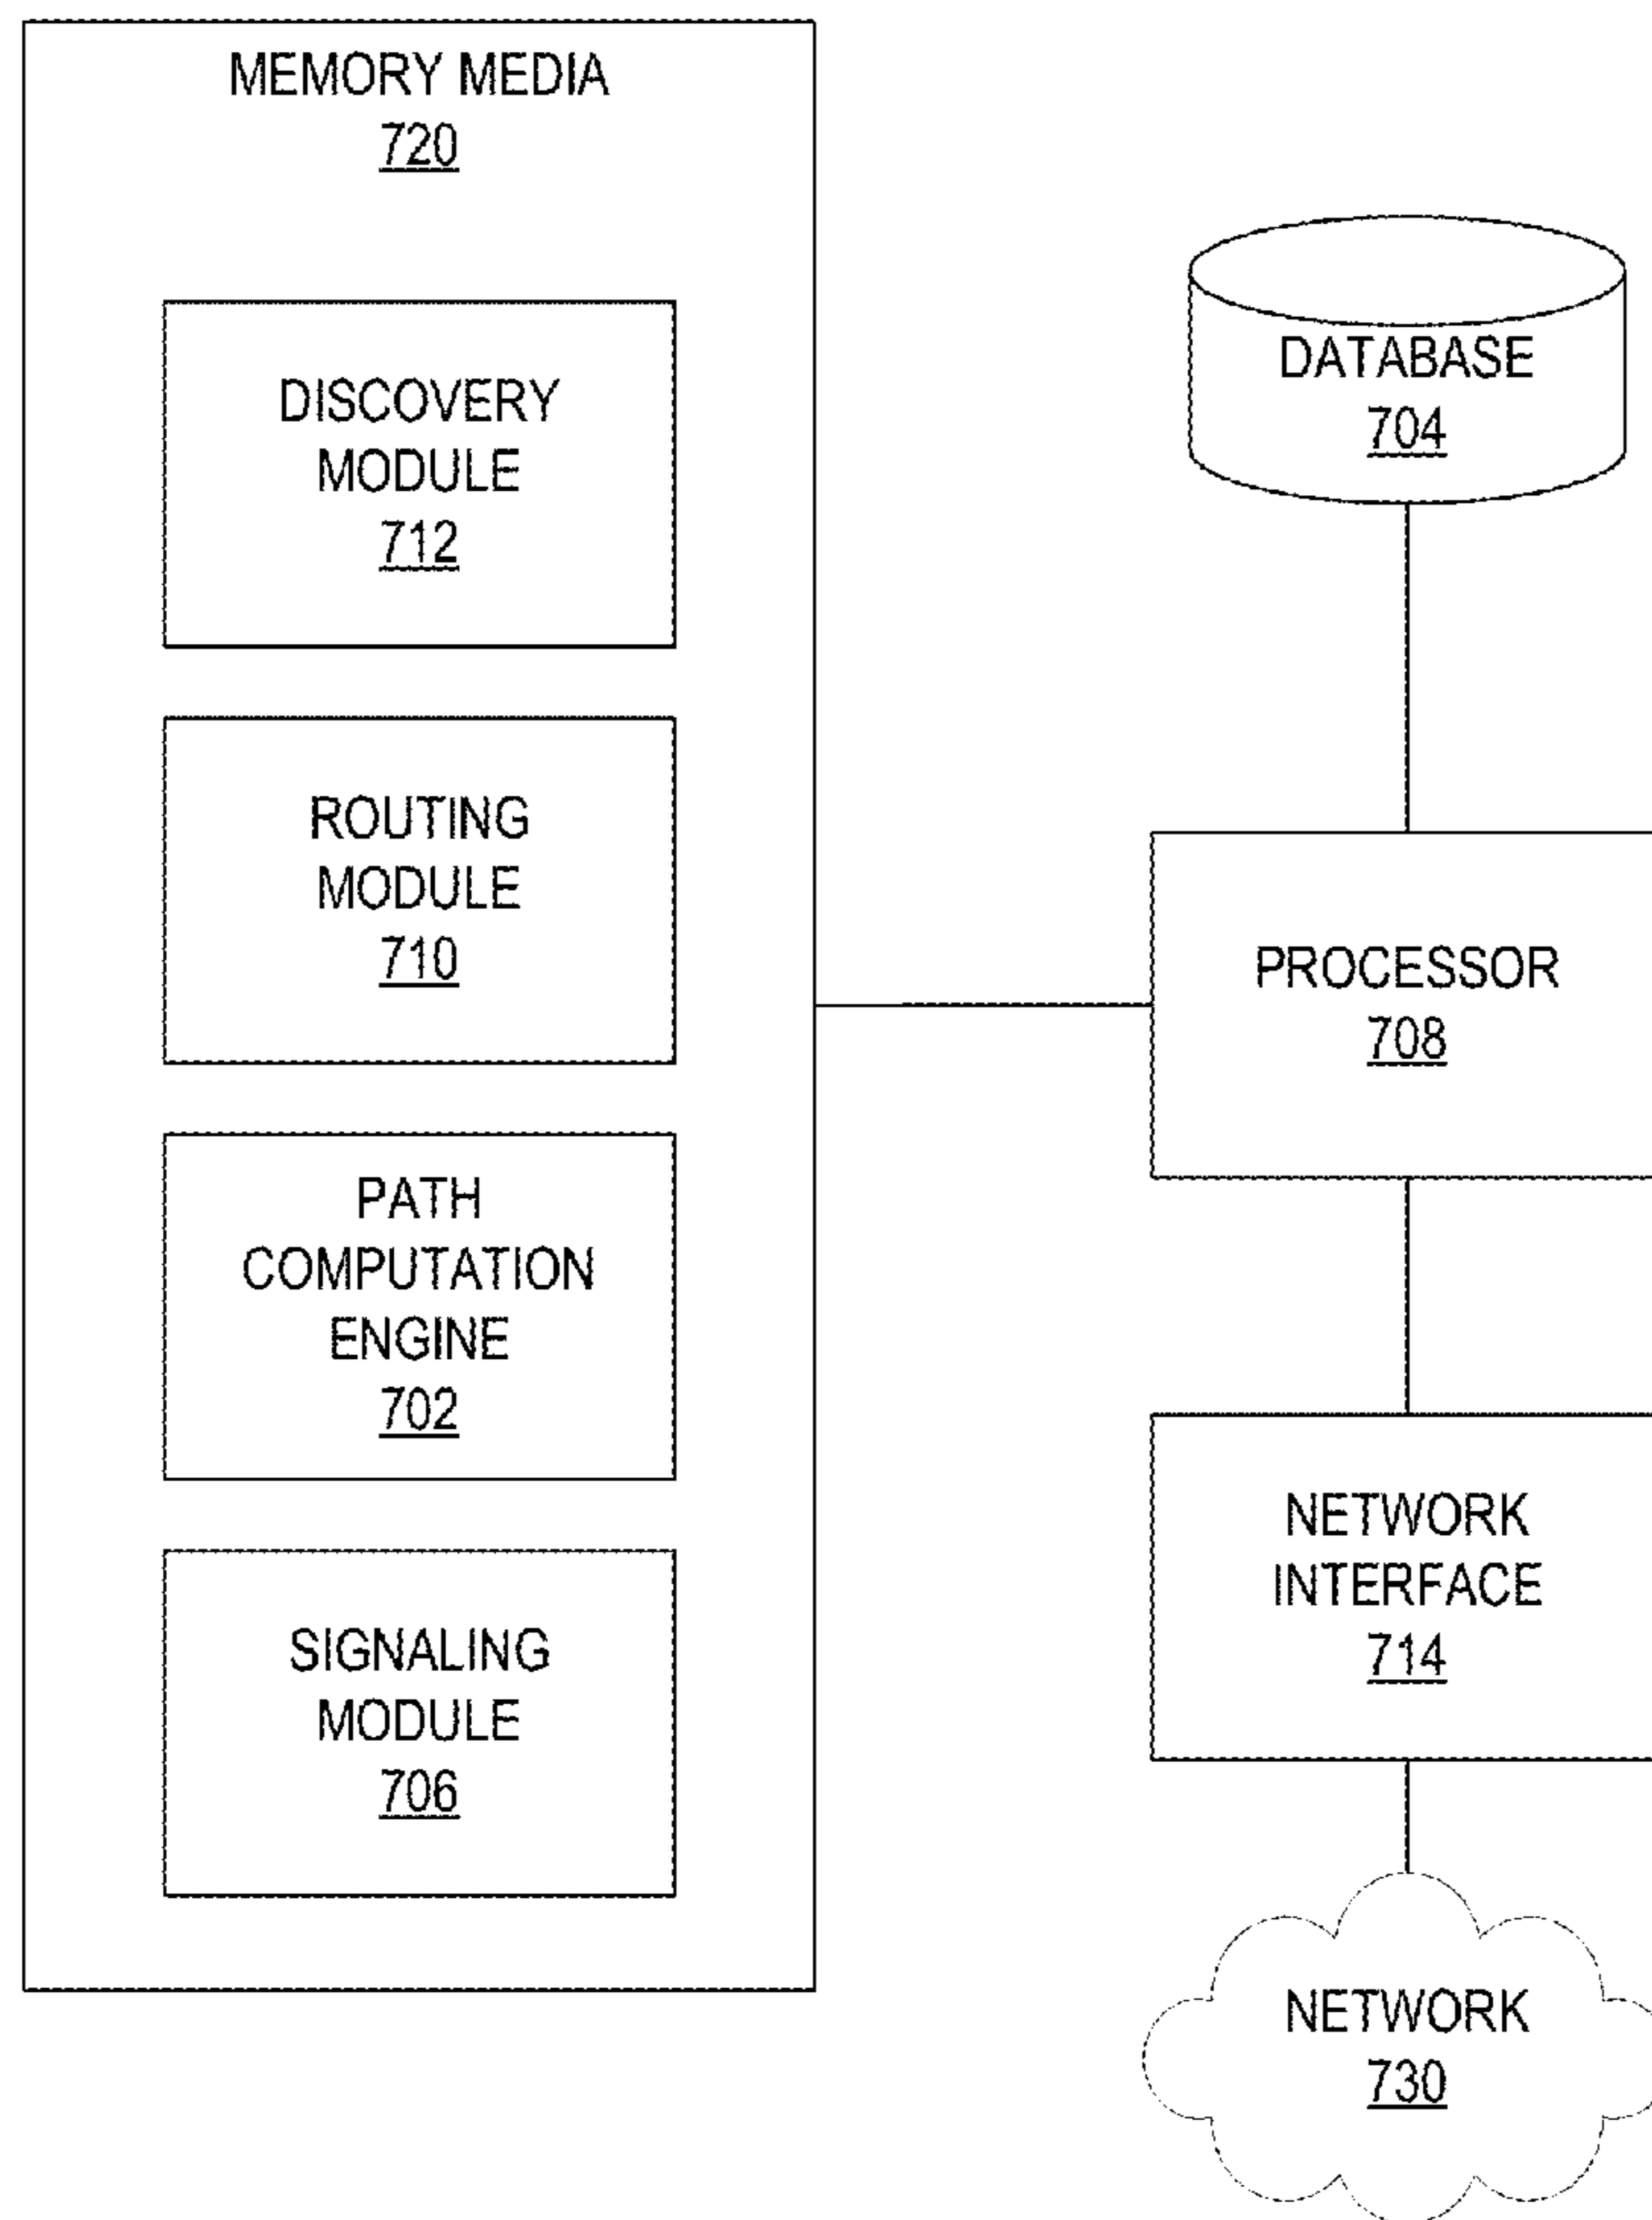 MEMORY MEDIA
720
DISCOVERY
MODULE
712
ROUTING
MODULE
710
PATH
COMPUTATION
ENGINE
702
SIGNALING
MODULE
706
DATABASE
704
PROCESSOR
708
NETWORK
INTERFACE
714
NETWORK
730